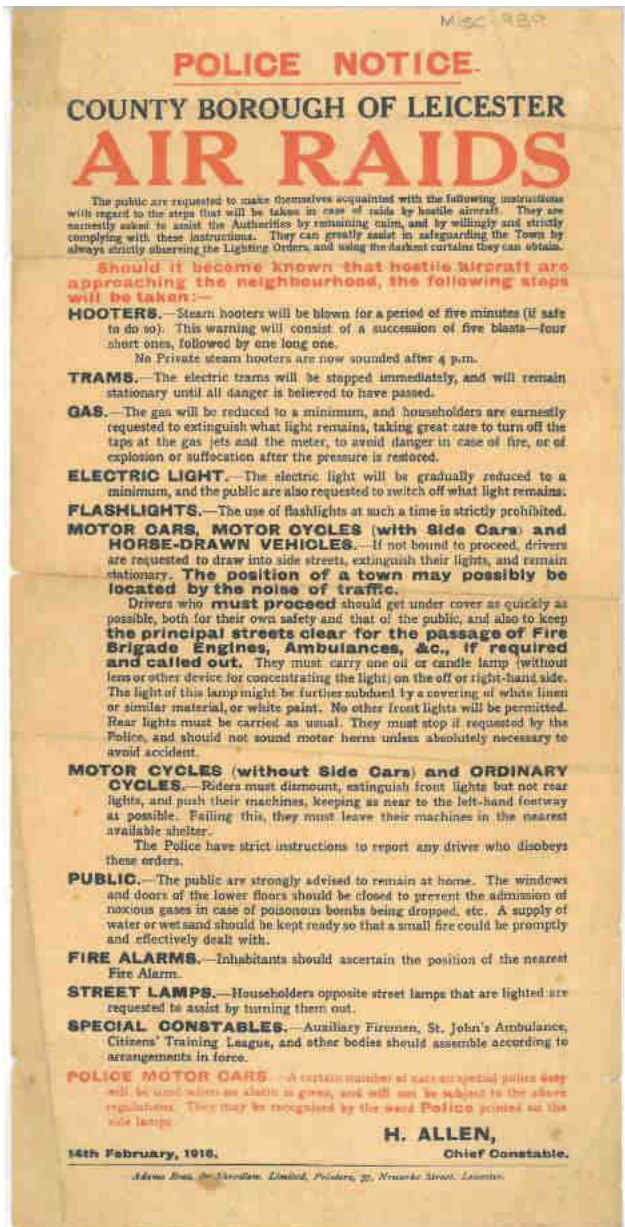 MISC 939
POLICE NOTICE.
COUNTY BOROUGH OF LEICESTER
AIR RAIDS
The public are requested to make themselves acquainted with the following instructions
with regard to the steps that will be taken in case of raids by hostile aircraft. They are
earnestly asked to assist the Authorities by remaining calm, and by willingly and strictly
complying with these instructions. They can greatly assist in safeguarding the Town by
always strictly observing the Lighting Orders, and using the darkest curtains they can obtain.
Should it become known that hostile aircraft are
approaching the neighbourhood, the following steps
will be taken:—
HOOTERS.—Steam hooters will be blown for a period of five minutes (if safe
to do so). This warning will consist of a succession of five blasts—four
short ones, followed by one long one.
No Private steam hooters are now sounded after 4 p.m.
TRAMS.—The electric trams will be stopped immediately, and will remain
stationary until all danger is believed to have passed.
GAS.—The gas will be reduced to a minimum, and householders are earnestly
requested to extinguish what light remains, taking great care to turn off the
taps at the gas jets and the meter, to avoid danger in case of fire, or of
explosion or suffocation after the pressure is restored.
ELECTRIC LIGHT.—The electric light will be gradually reduced to a
minimum, and the public are also requested to switch off what light remains.
FLASHLIGHTS.—The use of flashlights at such a time is strictly prohibited.
MOTOR CARS, MOTOR CYCLES (with Side Cars) and
HORSE-DRAWN VEHICLES.—If not bound to proceed, drivers
are requested to draw into side streets, extinguish their lights, and remain
stationary. The position of a town may possibly be
located by the noise of traffic.
Drivers who must proceed should get under cover as quickly as
possible, both for their own safety and that of the public, and also to keep
the principal streets clear for the passage of Fire
Brigade Engines, Ambulances, &c., if required
and called out. They must carry one oil or candle lamp (without
lens or other device for concentrating the light) on the off or right-hand side.
The light of this lamp might be further subdued by a covering of white linen
or similar material, or white paint. No other front lights will be permitted.
Rear lights must be carried as usual. They must stop if requested by the
Police, and should not sound motor horns unless absolutely necessary to
avoid accident.
MOTOR CYCLES (without Side Cars) and ORDINARY
CYCLES.—Riders must dismount, extinguish front lights but not rear
lights, and push their machines, keeping as near to the left-hand footway
as possible. Failing this, they must leave their machines in the nearest
available shelter.
The Police have strict instructions to report any driver who disobeys
these orders.
PUBLIC.—The public are strongly advised to remain at home. The windows
and doors of the lower floors should be closed to prevent the admission of
noxious gases in case of poisonous bombs being dropped, etc. A supply of
water or wet sand should be kept ready so that a small fire could be promptly
and effectively dealt with.
FIRE ALARMS.—Inhabitants should ascertain the position of the nearest
Fire Alarm.
STREET LAMPS.—Householders opposite street lamps that are lighted are
requested to assist by turning them out.
SPECIAL CONSTABLES.—Auxiliary Firemen, St. John's Ambulance,
Citizens' Training League, and other bodies should assemble according to
arrangements in force.
POLICE MOTOR CARS.—A certain number of cars on special police duty
will be used when an alarm is given, and will not be subject to the above
regulations. They may be recognised by the word Police printed on the
side lamps.
H. ALLEN,
14th February, 1916. Chief Constable.
Adams Bros. & Shardlow, Limited, Printers, 37, Newarke Street, Leicester.